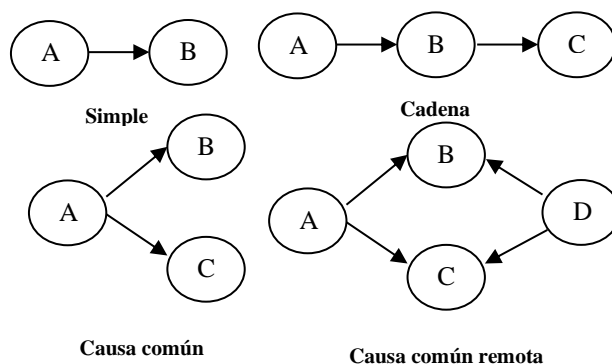 A B
Simple
A B C
Cadena
A B C
Causa común
A B C D
Causa común remota